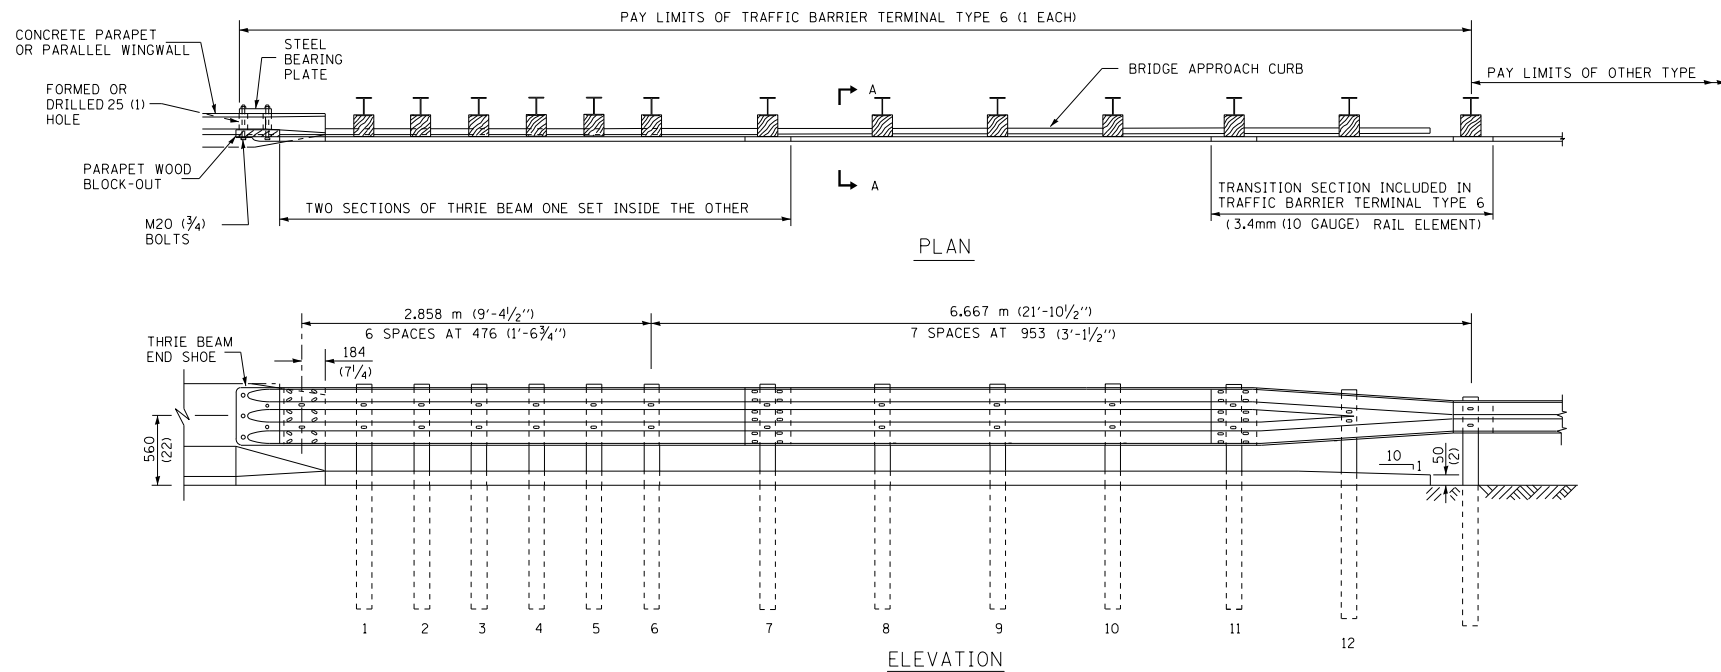 PAY LIMITS OF TRAFFIC BARRIER TERMINAL TYPE 6 (1 EACH)
CONCRETE PARAPET
OR PARALLEL WINGWALL
STEEL
BEARING
PLATE
FORMED OR
DRILLED 25 (1)
HOLE
PARAPET WOOD
BLOCK-OUT
M20 (3/4)
BOLTS
TWO SECTIONS OF THRIE BEAM ONE SET INSIDE THE OTHER
A
A
BRIDGE APPROACH CURB
PAY LIMITS OF OTHER TYPE
TRANSITION SECTION INCLUDED IN
TRAFFIC BARRIER TERMINAL TYPE 6
(3.4mm (10 GAUGE) RAIL ELEMENT)
PLAN
2.858 m (9'-4 1/2'')
6 SPACES AT 476 (1'-6 3/4'')
6.667 m (21'-10 1/2'')
7 SPACES AT 953 (3'-1 1/2'')
THRIE BEAM
END SHOE
184
(7 1/4)
560
(22)
10
1
50
(2)
1 2 3 4 5 6 7 8 9 10 11 12
ELEVATION